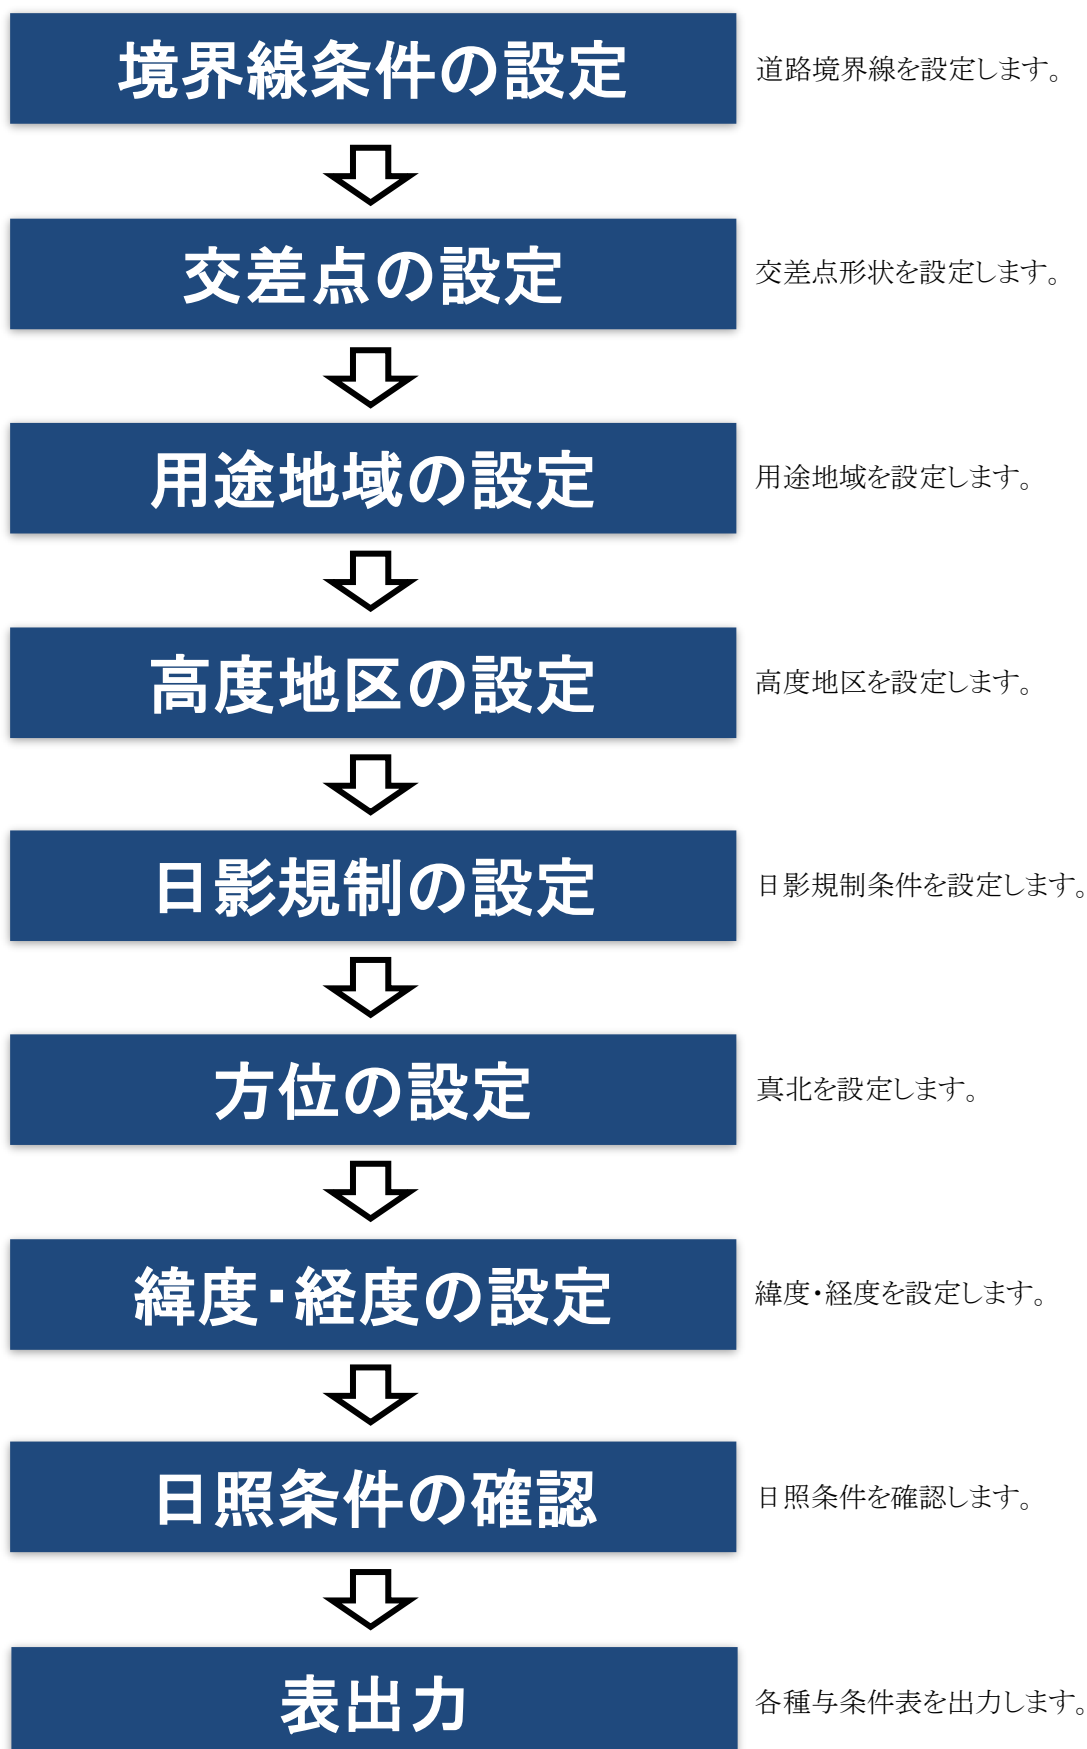 境界線条件の設定
道路境界線を設定します。
交差点の設定
交差点形状を設定します。
用途地域の設定
用途地域を設定します。
高度地区の設定
高度地区を設定します。
日影規制の設定
日影規制条件を設定します。
方位の設定
真北を設定します。
緯度・経度の設定
緯度・経度を設定します。
日照条件の確認
日照条件を確認します。
表出力
各種与条件表を出力します。